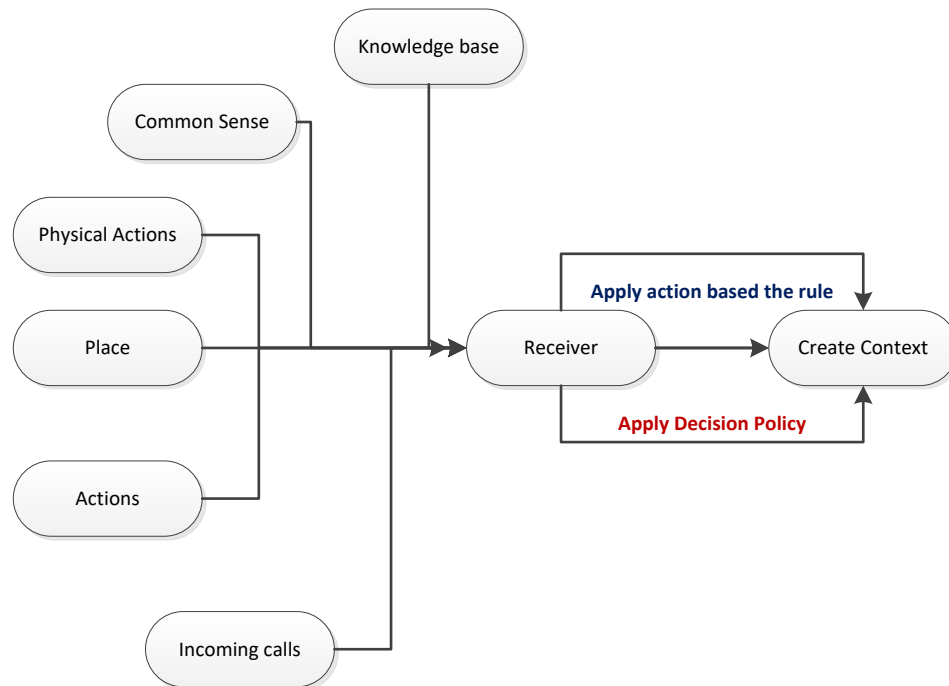 Knowledge base
Common Sense
Physical Actions
Apply action based the rule
Place
Receiver
Create Context
Apply Decision Policy
Actions
Incoming calls